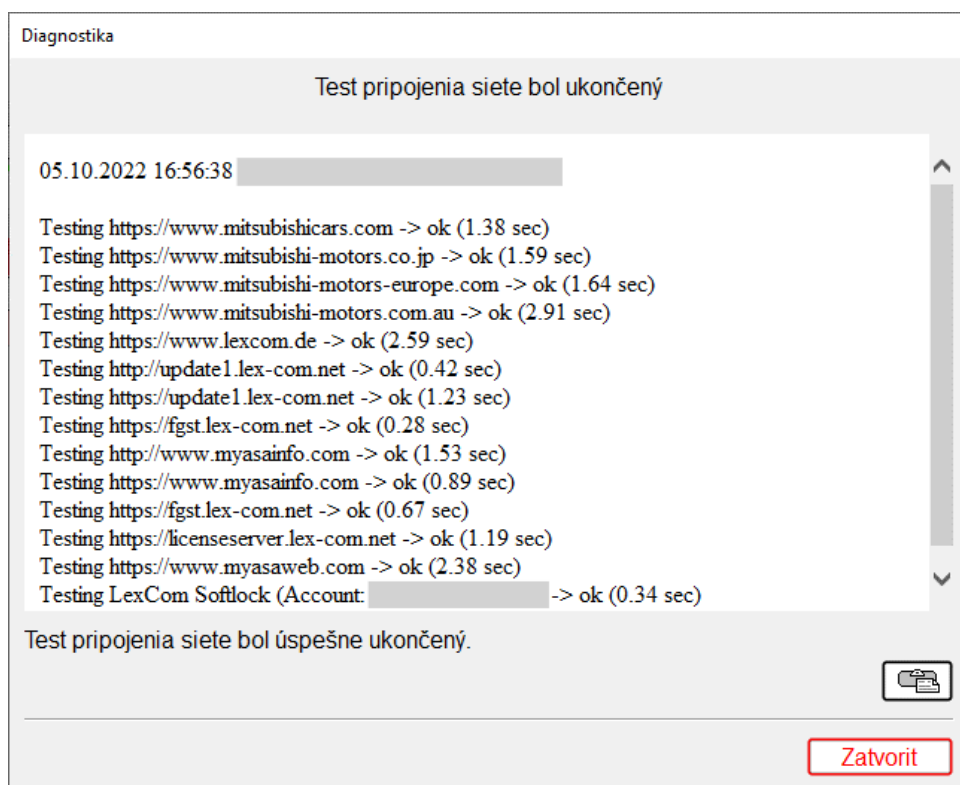 Diagnostika
Test pripojenia siete bol ukončený
05.10.2022 16:56:38
Testing https://www.mitsubishicars.com -> ok (1.38 sec)
Testing https://www.mitsubishi-motors.co.jp -> ok (1.59 sec)
Testing https://www.mitsubishi-motors-europe.com -> ok (1.64 sec)
Testing https://www.mitsubishi-motors.com.au -> ok (2.91 sec)
Testing https://www.lexcom.de -> ok (2.59 sec)
Testing http://update1.lex-com.net -> ok (0.42 sec)
Testing https://update1.lex-com.net -> ok (1.23 sec)
Testing https://fgst.lex-com.net -> ok (0.28 sec)
Testing http://www.myasainfo.com -> ok (1.53 sec)
Testing https://www.myasainfo.com -> ok (0.89 sec)
Testing https://fgst.lex-com.net -> ok (0.67 sec)
Testing https://licenseserver.lex-com.net -> ok (1.19 sec)
Testing https://www.myasaweb.com -> ok (2.38 sec)
Testing LexCom Softlock (Account: -> ok (0.34 sec)
Test pripojenia siete bol úspešne ukončený.
Zatvorit